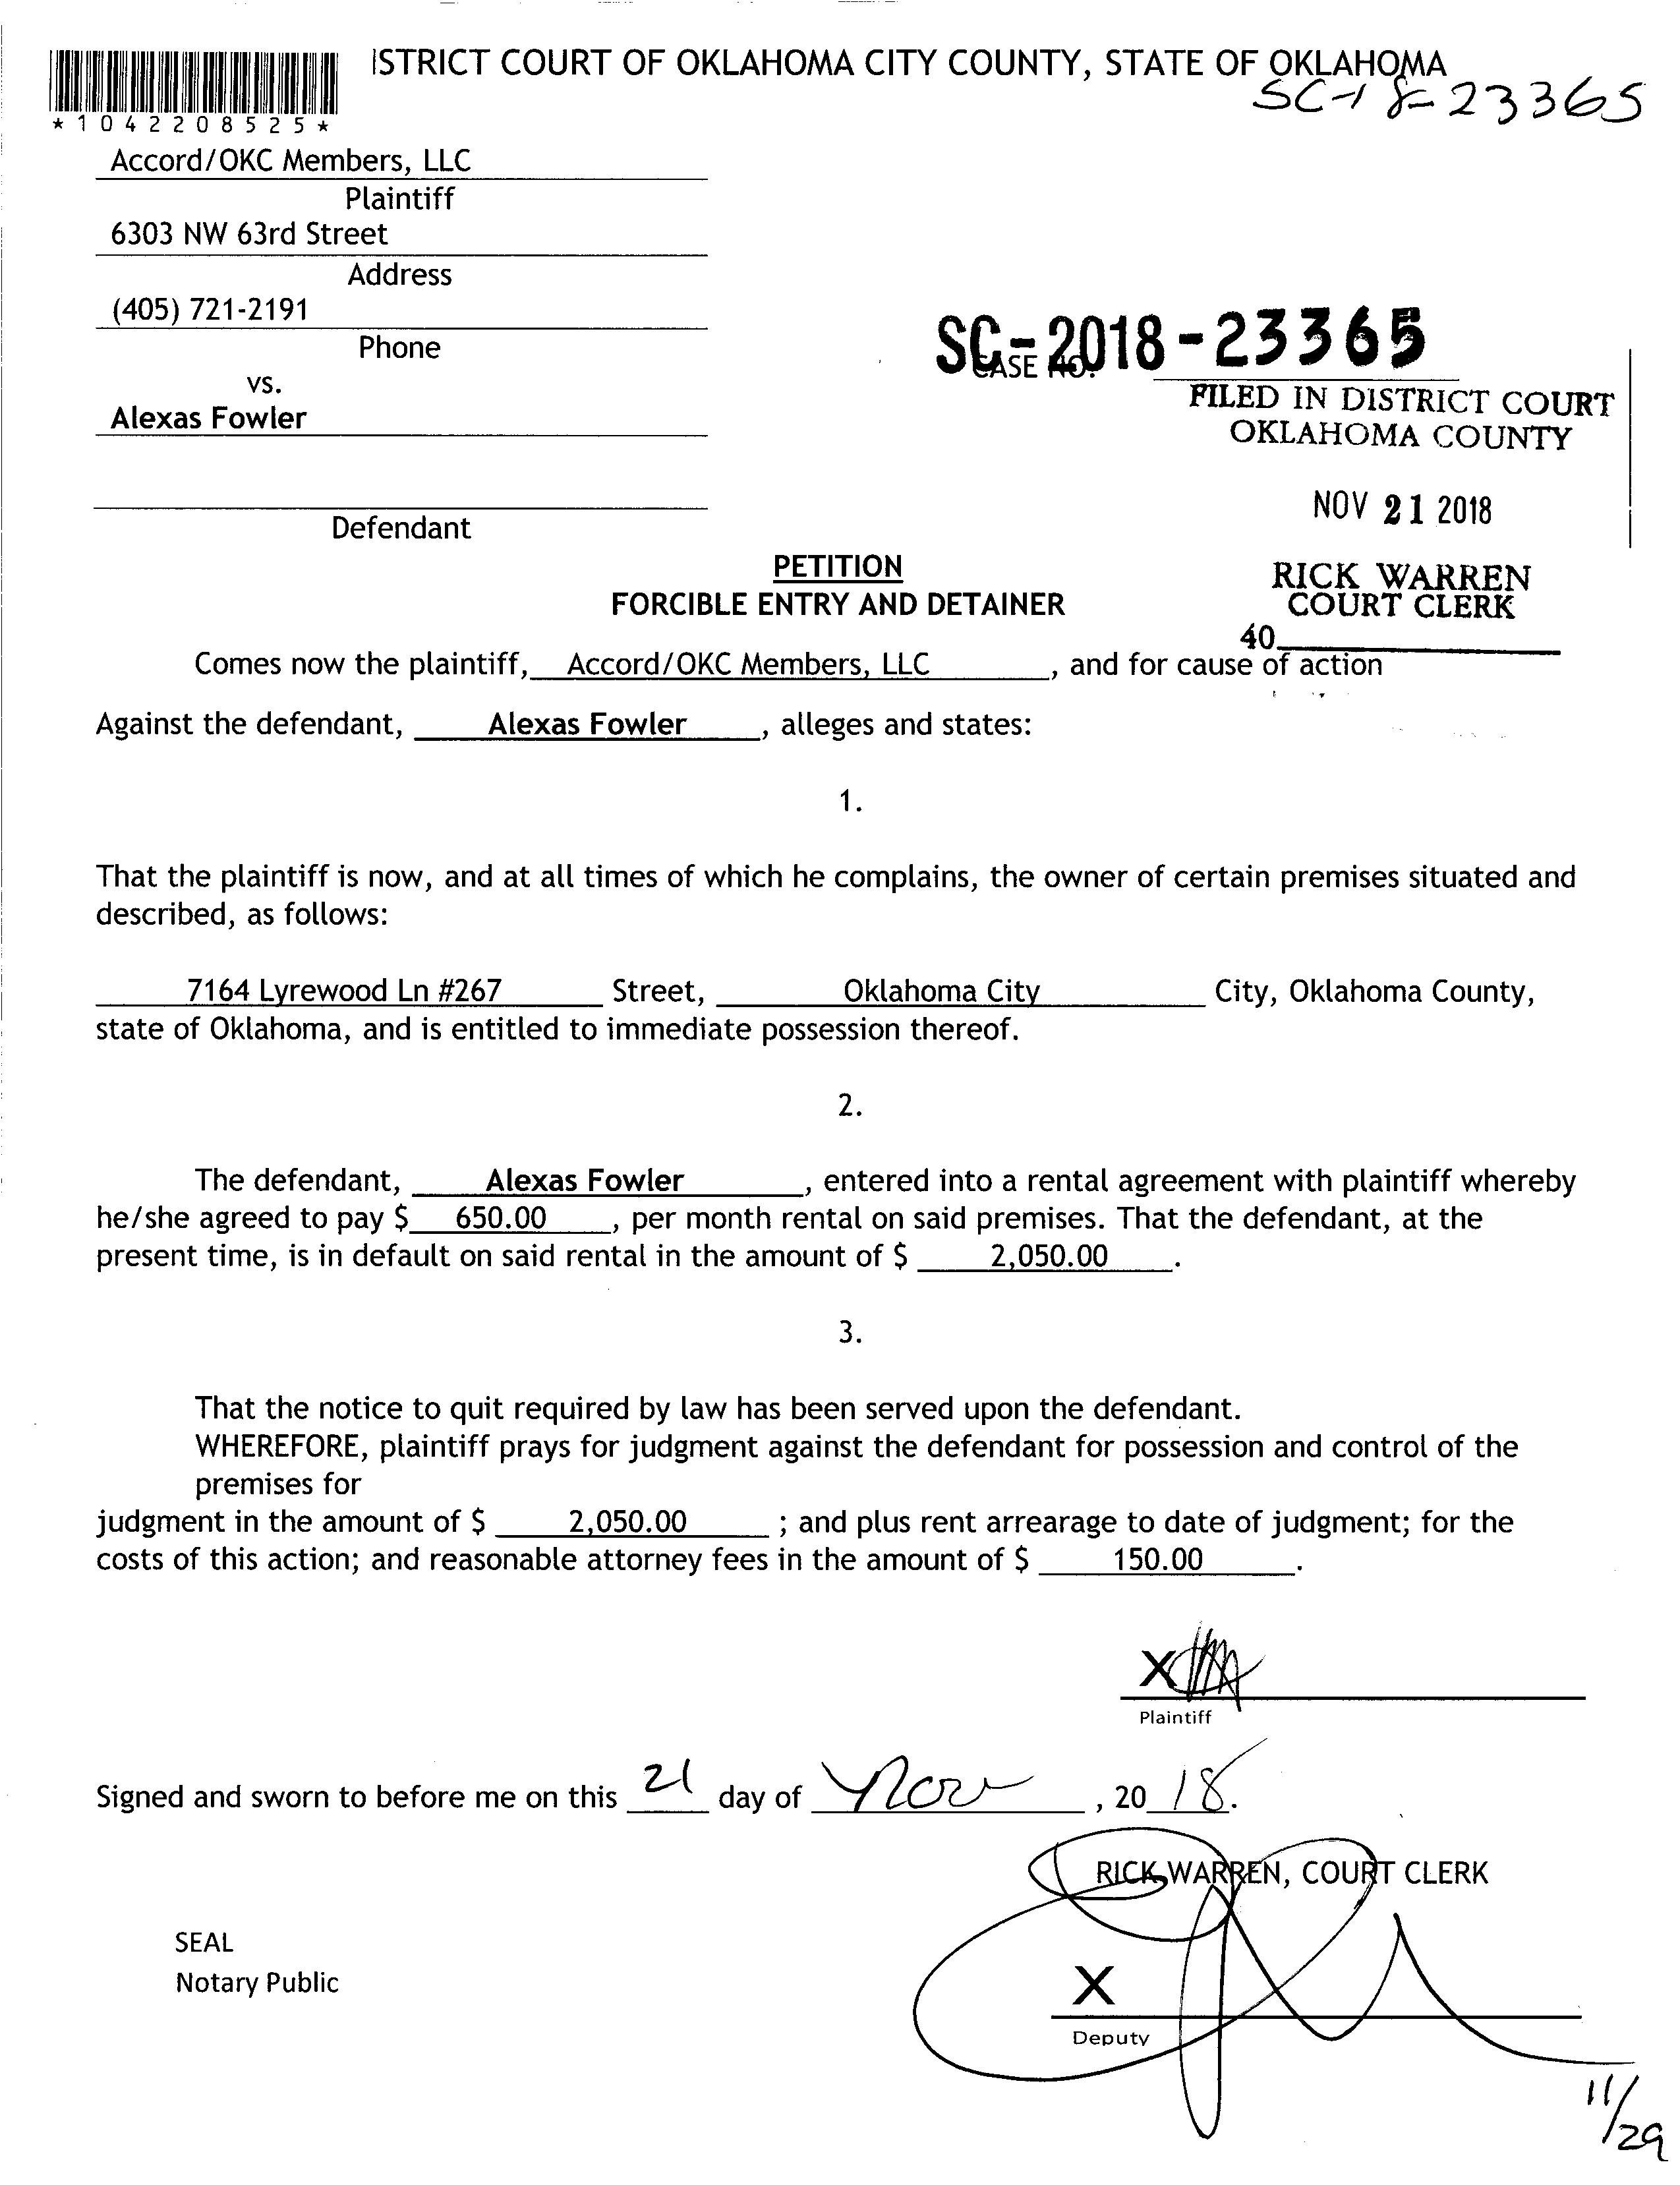 ISTRICT COURT OF OKLAHOMA CITY COUNTY, STATE OF OKLAHOMA
SC-18-23365
*1042208525*
Accord/OKC Members, LLC
Plaintiff
6303 NW 63rd Street
Address
(405) 721-2191
Phone
SC-2018-23365
CASE NO.
vs.
FILED IN DISTRICT COURT
Alexas Fowler
OKLAHOMA COUNTY
NOV 21 2018
Defendant
PETITION
RICK WARREN
FORCIBLE ENTRY AND DETAINER
COURT CLERK
40
Comes now the plaintiff, Accord/OKC Members, LLC, and for cause of action
Against the defendant, Alexas Fowler, alleges and states:
1.
That the plaintiff is now, and at all times of which he complains, the owner of certain premises situated and
described, as follows:
7164 Lyrewood Ln #267 Street, Oklahoma City City, Oklahoma County,
state of Oklahoma, and is entitled to immediate possession thereof.
2.
The defendant, Alexas Fowler, entered into a rental agreement with plaintiff whereby
he/she agreed to pay $ 650.00, per month rental on said premises. That the defendant, at the
present time, is in default on said rental in the amount of $ 2,050.00.
3.
That the notice to quit required by law has been served upon the defendant.
WHEREFORE, plaintiff prays for judgment against the defendant for possession and control of the
premises for
judgment in the amount of $ 2,050.00; and plus rent arrearage to date of judgment; for the
costs of this action; and reasonable attorney fees in the amount of $ 150.00.
X
Plaintiff
Signed and sworn to before me on this 21 day of Nov, 20 18.
RICK WARREN, COURT CLERK
SEAL
Notary Public
X
Deputy
11/29